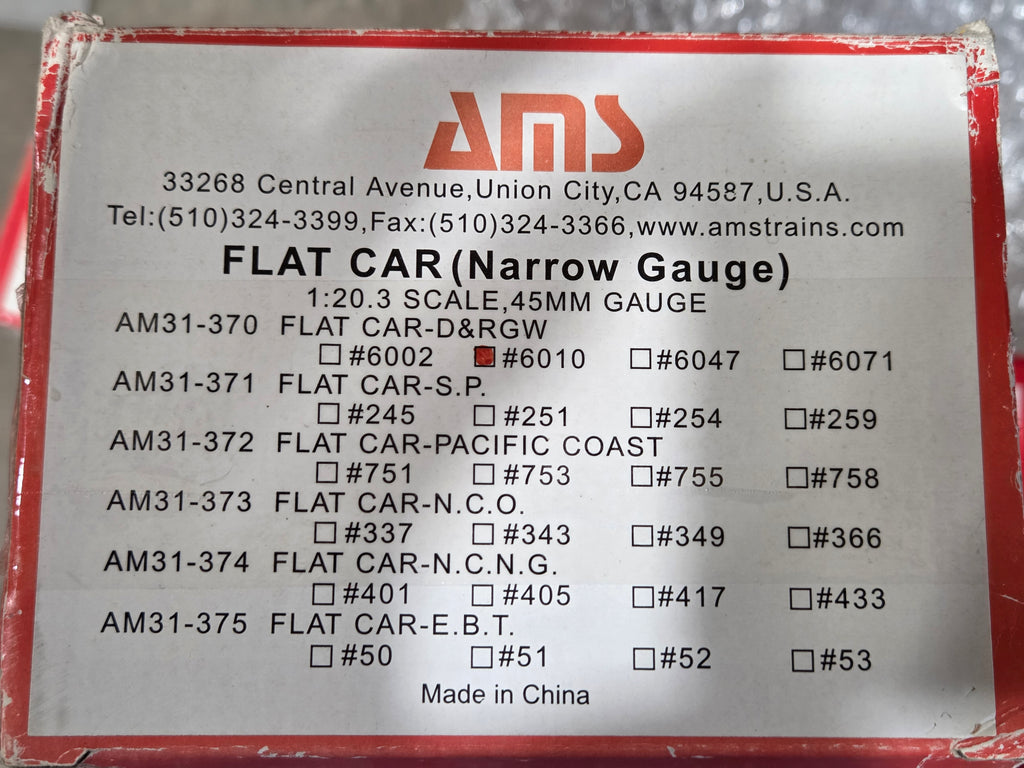 AMS
33268 Central Avenue,Union City,CA 94587,U.S.A.
Tel:(510)324-3399,Fax:(510)324-3366,www.amstrains.com
FLAT CAR(Narrow Gauge)
1:20.3 SCALE,45MM GAUGE
AM31-370 FLAT CAR-D&RGW
☐#6002 ■#6010 ☐#6047 ☐#6071
AM31-371 FLAT CAR-S.P.
☐#245 ☐#251 ☐#254 ☐#259
AM31-372 FLAT CAR-PACIFIC COAST
☐#751 ☐#753 ☐#755 ☐#758
AM31-373 FLAT CAR-N.C.O.
☐#337 ☐#343 ☐#349 ☐#366
AM31-374 FLAT CAR-N.C.N.G.
☐#401 ☐#405 ☐#417 ☐#433
AM31-375 FLAT CAR-E.B.T.
☐#50 ☐#51 ☐#52 ☐#53
Made in China